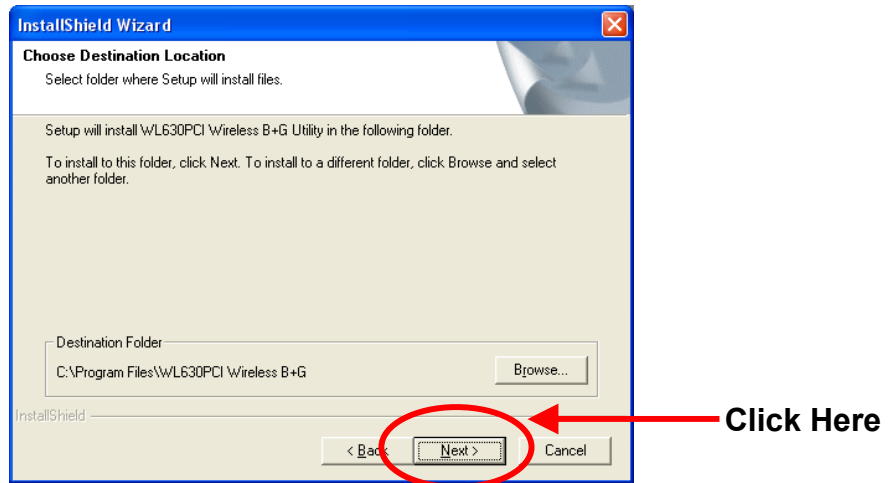 InstallShield Wizard
Choose Destination Location
Select folder where Setup will install files.
Setup will install WL630PCI Wireless B+G Utility in the following folder.
To install to this folder, click Next. To install to a different folder, click Browse and select
another folder.
Destination Folder
C:\Program Files\WL630PCI Wireless B+G
Browse...
InstallShield
Click Here
< Back
Next >
Cancel